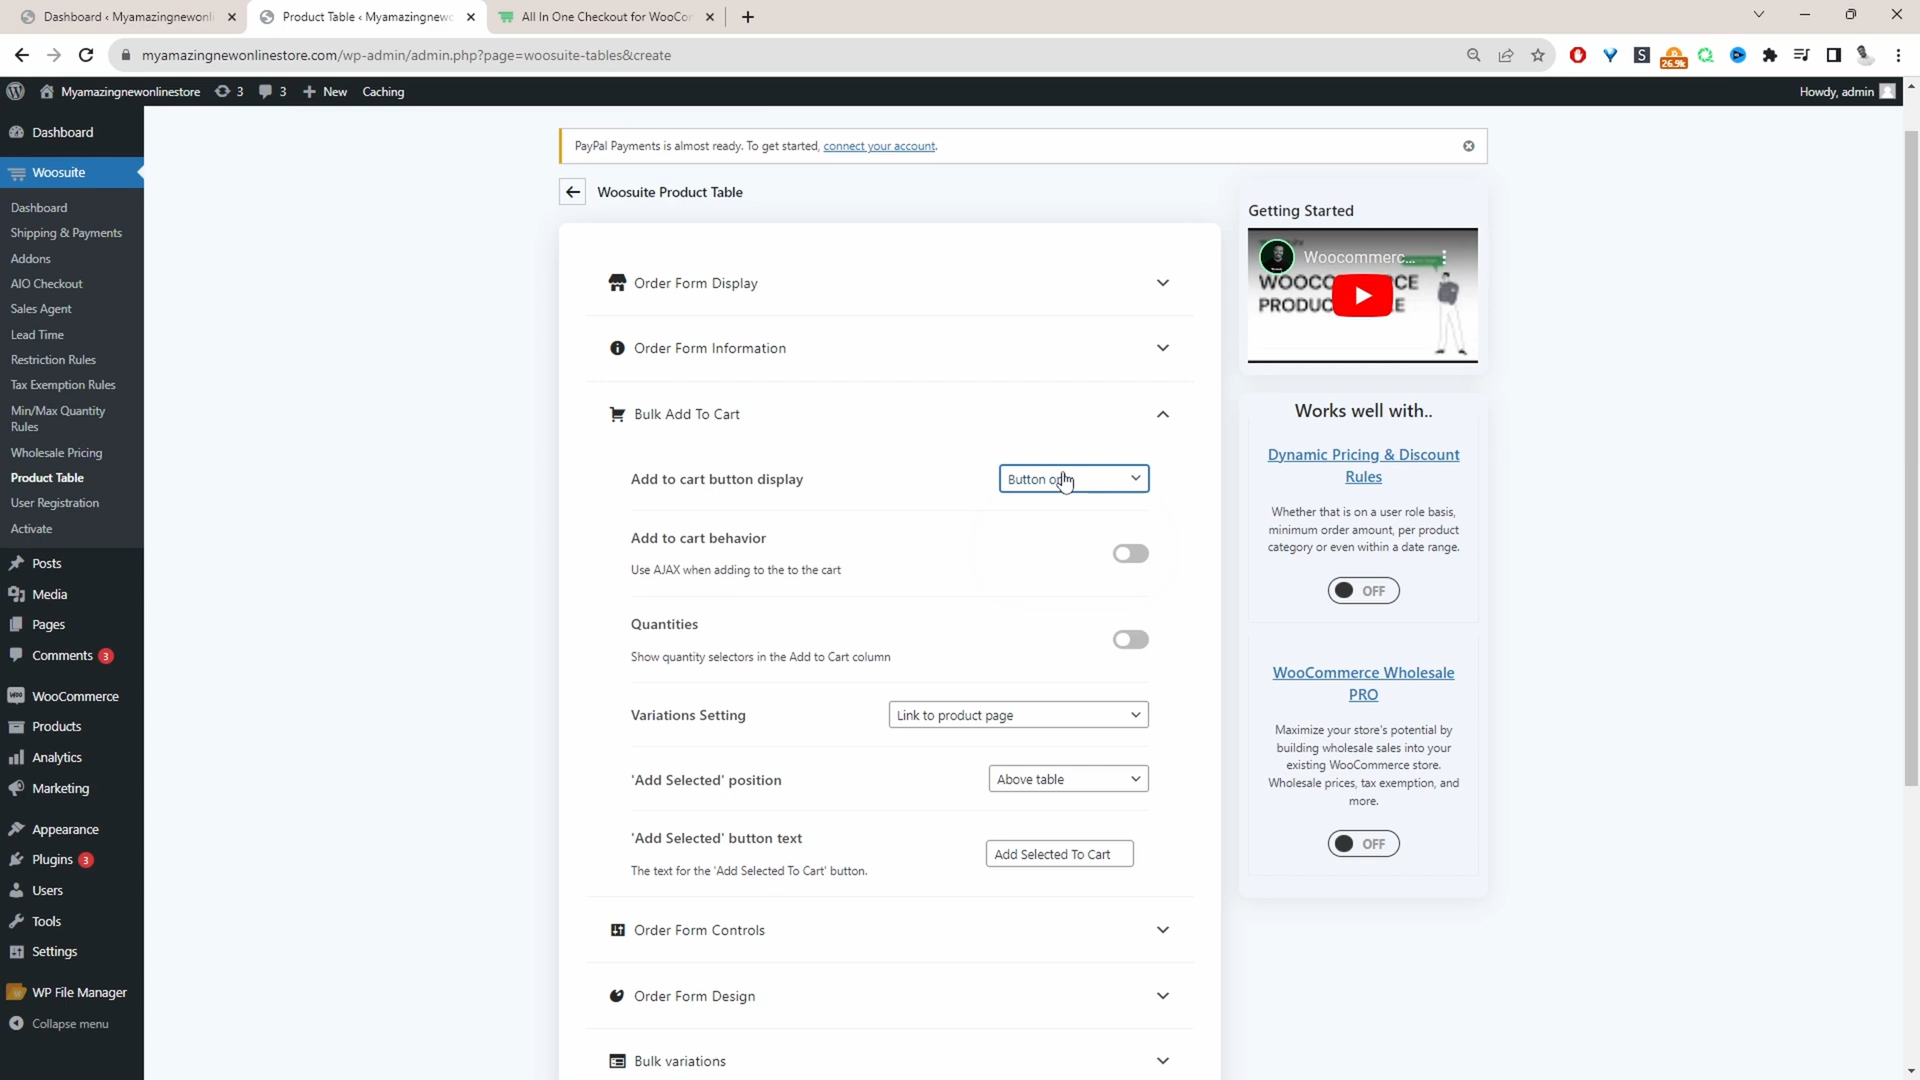 Dashboard ‹ Myamazingnewonli
Product Table ‹ Myamazingnewo
All In One Checkout for WooCor
myamazingnewonlinestore.com/wp-admin/admin.php?page=woosuite-tables&create
S
26.9k
Myamazingnewonlinestore
3
3
New
Caching
Howdy, admin
Dashboard
Woosuite
Dashboard
Shipping & Payments
Addons
AIO Checkout
Sales Agent
Lead Time
Restriction Rules
Tax Exemption Rules
Min/Max Quantity
Rules
Wholesale Pricing
Product Table
User Registration
Activate
Posts
Media
Pages
Comments 3
WooCommerce
Products
Analytics
Marketing
Appearance
Plugins 3
Users
Tools
Settings
WP File Manager
Collapse menu
PayPal Payments is almost ready. To get started, connect your account.
Woosuite Product Table
Order Form Display
Order Form Information
Bulk Add To Cart
Add to cart button display
Button
Add to cart behavior
Use AJAX when adding to the to the cart
Quantities
Show quantity selectors in the Add to Cart column
Variations Setting
Link to product page
'Add Selected' position
Above table
'Add Selected' button text
The text for the 'Add Selected To Cart' button.
Add Selected To Cart
Order Form Controls
Order Form Design
Bulk variations
Getting Started
Woocommerc...
Works well with..
Dynamic Pricing & Discount
Rules
Whether that is on a user role basis,
minimum order amount, per product
category or even within a date range.
OFF
WooCommerce Wholesale
PRO
Maximize your store's potential by
building wholesale sales into your
existing WooCommerce store.
Wholesale prices, tax exemption, and
more.
OFF